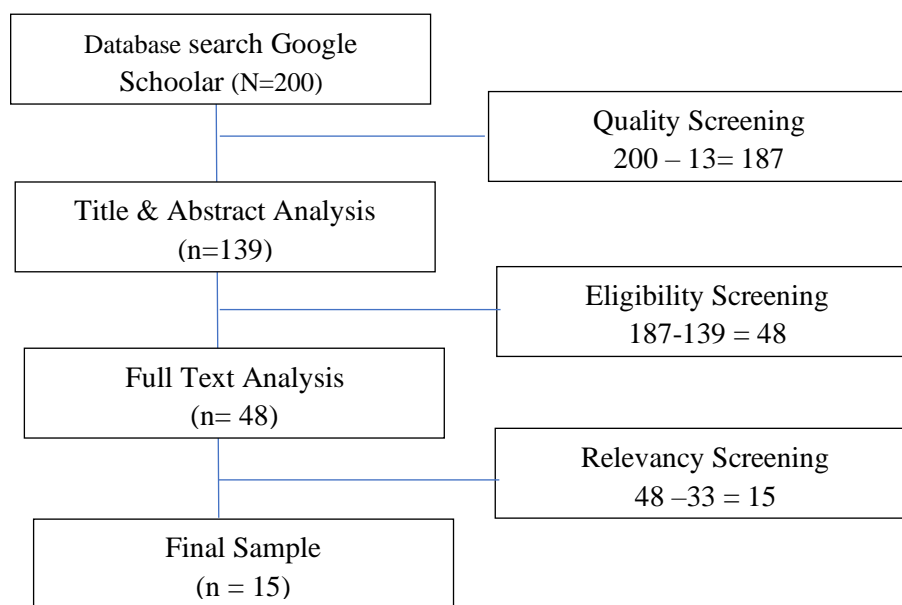 Database search Google
Schoolar (N=200)
Quality Screening
200 – 13= 187
Title & Abstract Analysis
(n=139)
Eligibility Screening
187-139 = 48
Full Text Analysis
(n= 48)
Relevancy Screening
48 –33 = 15
Final Sample
(n = 15)